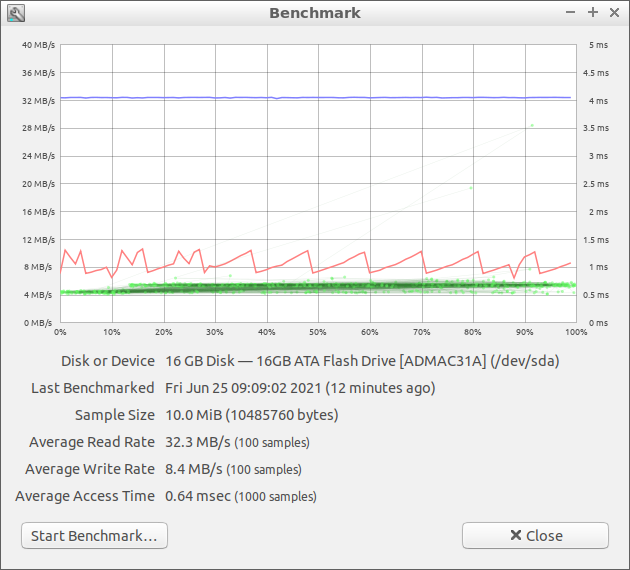 Benchmark
40 MB/s 5 ms
36 MB/s 4.5 ms
32 MB/s 4 ms
28 MB/s 3.5 ms
24 MB/s 3 ms
20 MB/s 2.5 ms
16 MB/s 2 ms
12 MB/s 1.5 ms
8 MB/s 1 ms
4 MB/s 0.5 ms
0 MB/s 0 ms
0% 10% 20% 30% 40% 50% 60% 70% 80% 90% 100%
Disk or Device 16 GB Disk — 16GB ATA Flash Drive [ADMAC31A] (/dev/sda)
Last Benchmarked Fri Jun 25 09:09:02 2021 (12 minutes ago)
Sample Size 10.0 MiB (10485760 bytes)
Average Read Rate 32.3 MB/s (100 samples)
Average Write Rate 8.4 MB/s (100 samples)
Average Access Time 0.64 msec (1000 samples)
Start Benchmark... Close